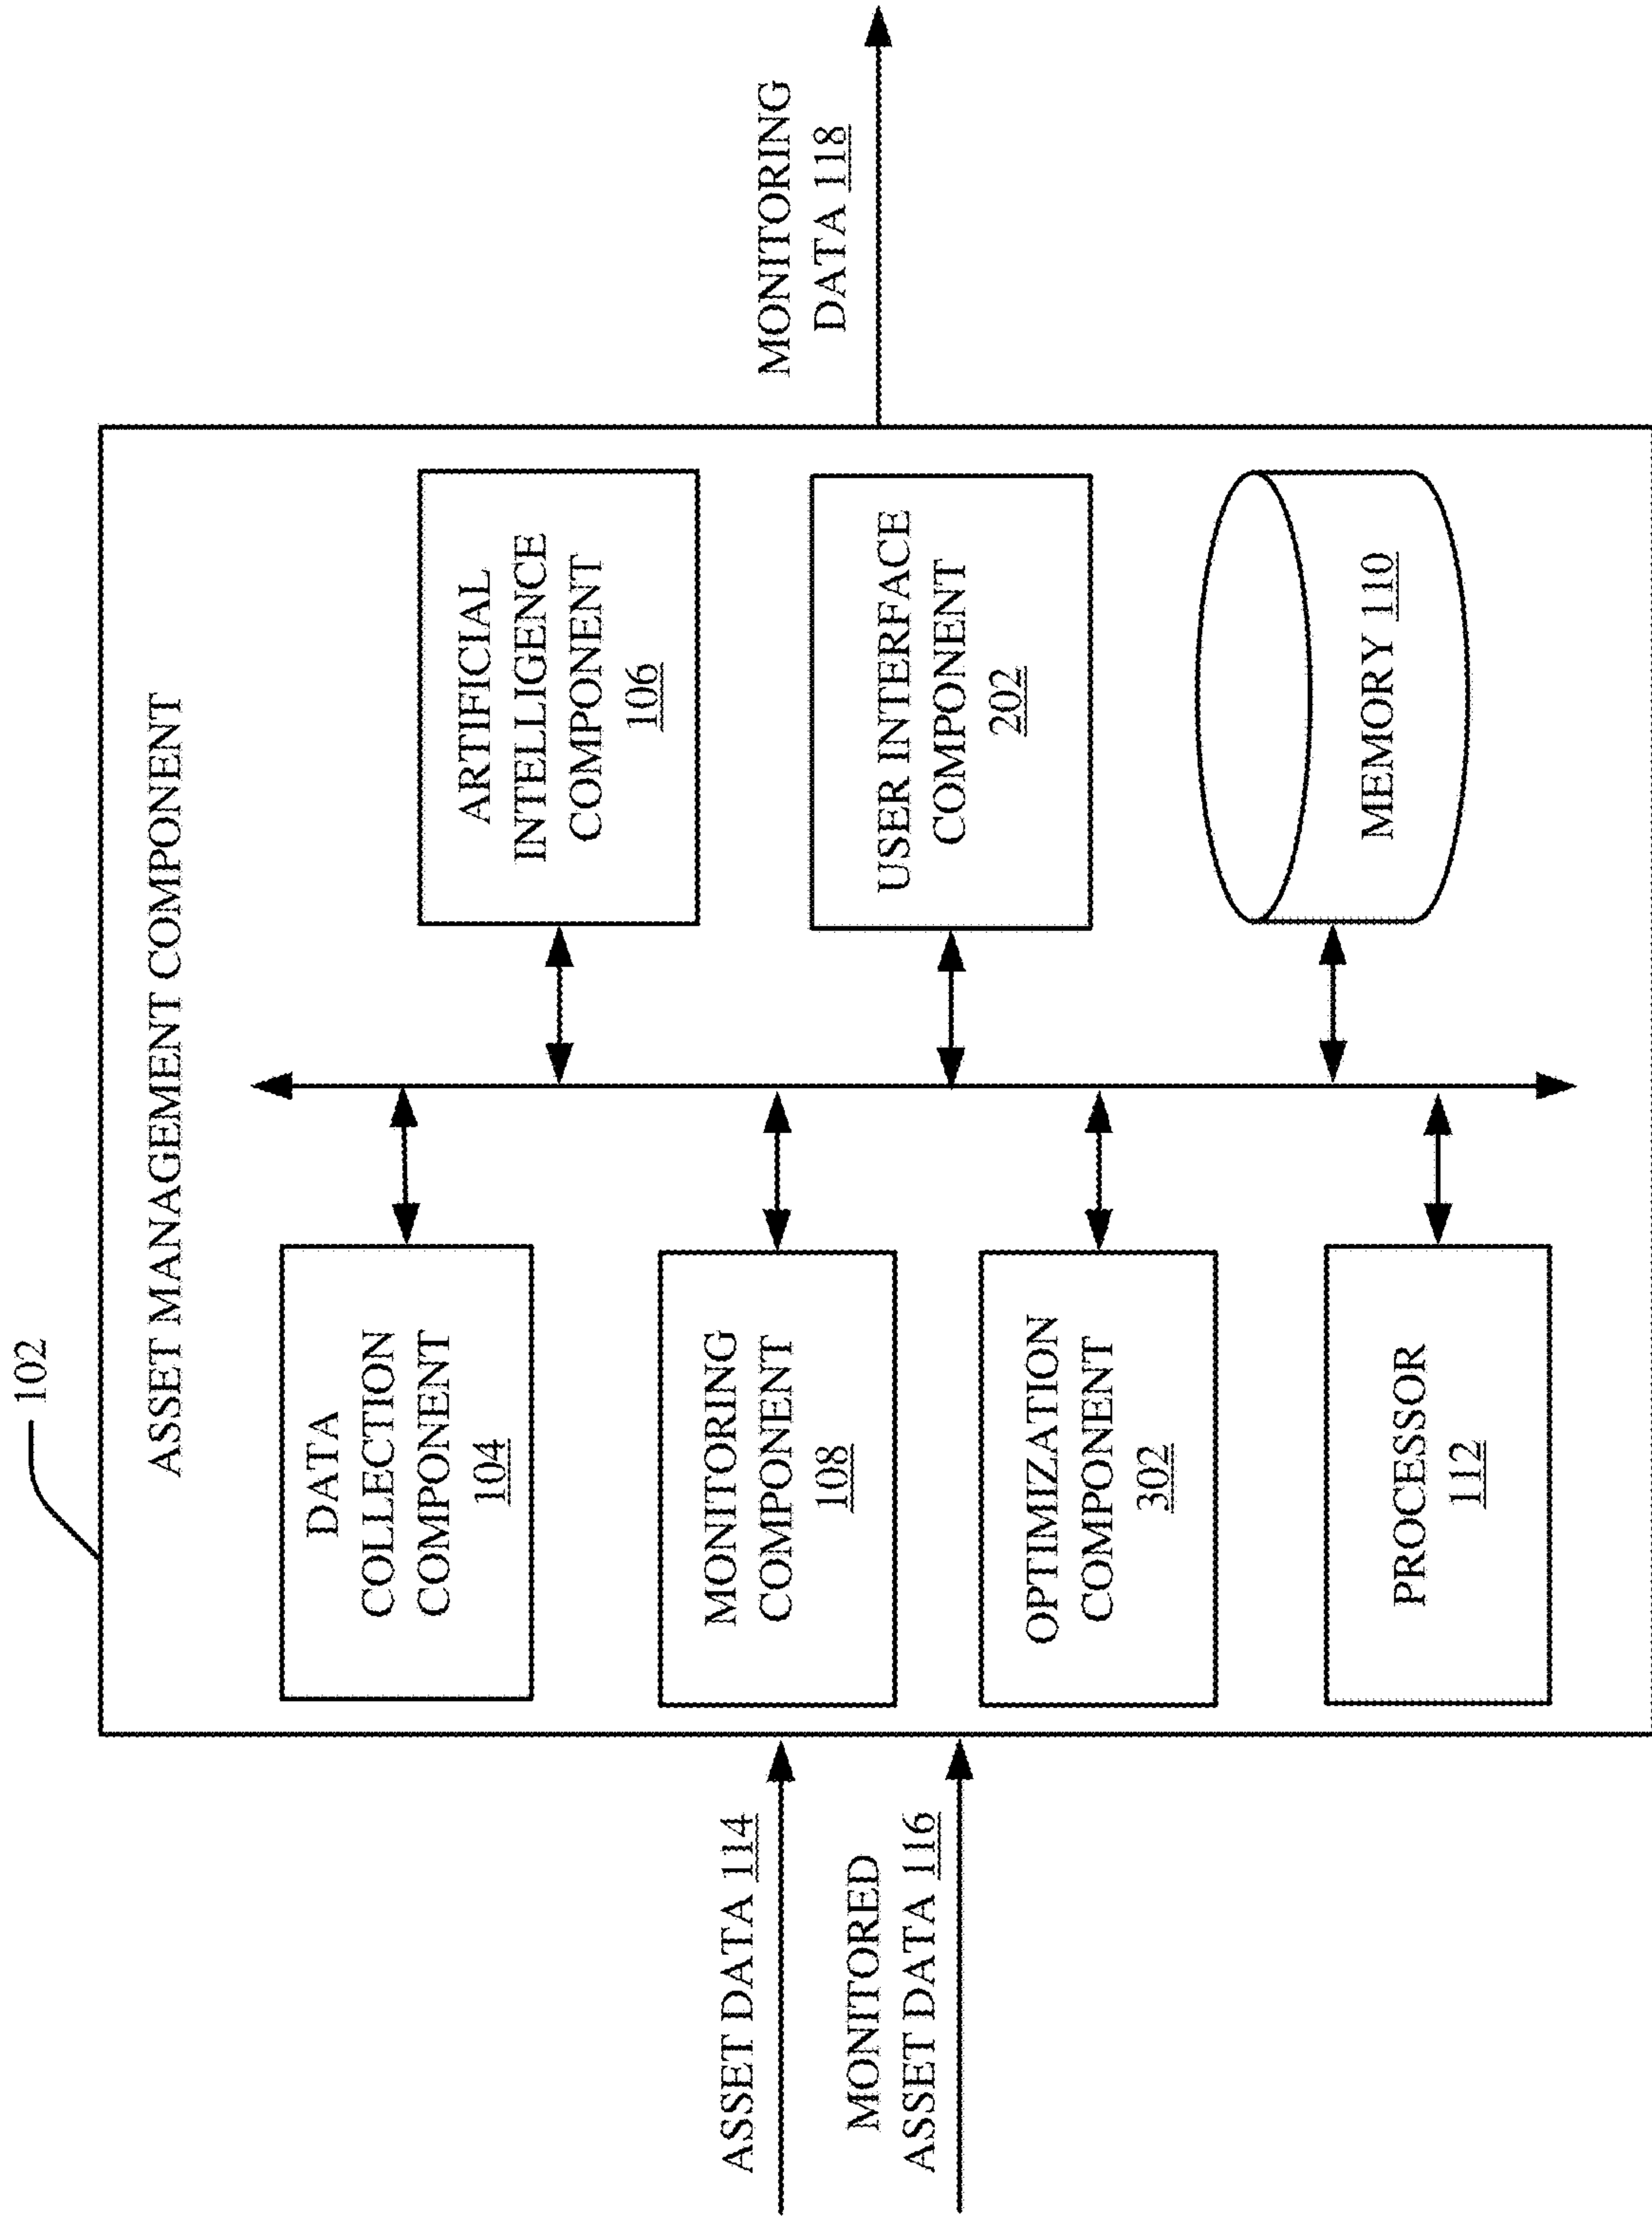 102
ASSET MANAGEMENT COMPONENT
ASSET DATA 114
MONITORED
ASSET DATA 116
DATA
COLLECTION
COMPONENT
104
MONITORING
COMPONENT
108
OPTIMIZATION
COMPONENT
302
PROCESSOR
112
ARTIFICIAL
INTELLIGENCE
COMPONENT
106
USER INTERFACE
COMPONENT
202
MEMORY 110
MONITORING
DATA 118